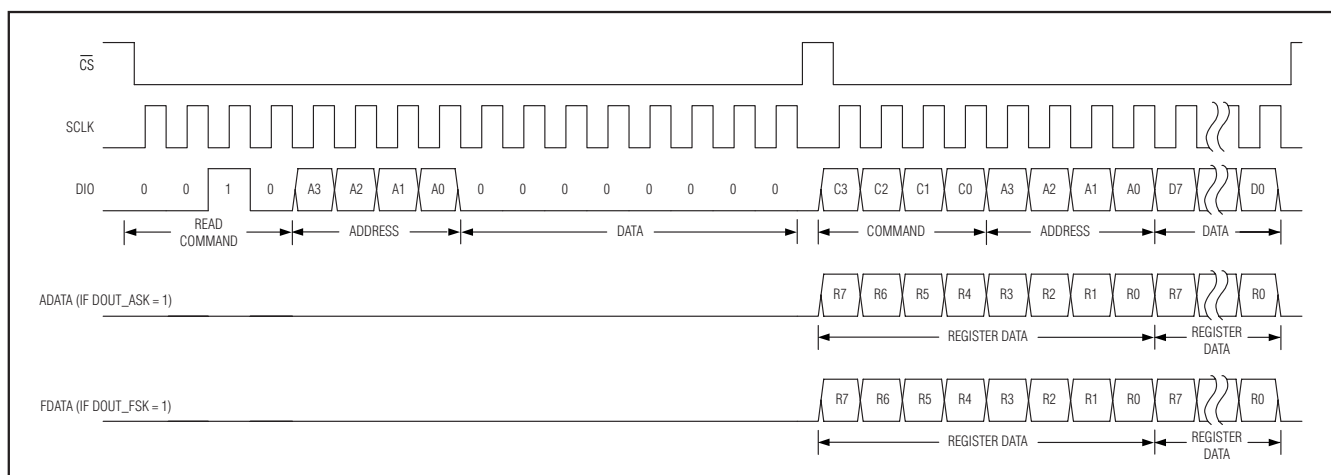 CS
SCLK
DIO 0 0 1 0 A3 A2 A1 A0 0 0 0 0 0 0 0 0 C3 C2 C1 C0 A3 A2 A1 A0 D7 D0
READ COMMAND ADDRESS DATA COMMAND ADDRESS DATA
ADATA (IF DOUT_ASK = 1) R7 R6 R5 R4 R3 R2 R1 R0 R7 R0
REGISTER DATA REGISTER DATA
FDATA (IF DOUT_FSK = 1) R7 R6 R5 R4 R3 R2 R1 R0 R7 R0
REGISTER DATA REGISTER DATA